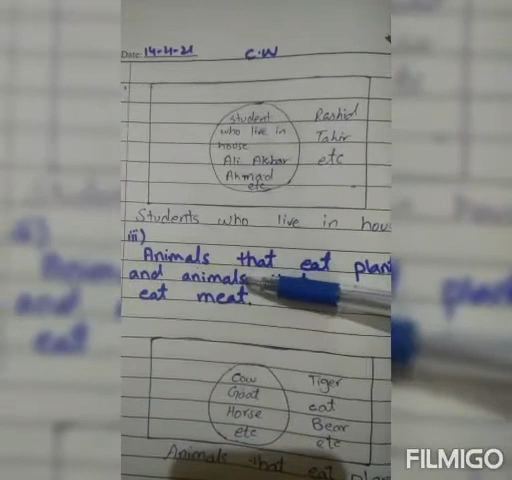 Date: 14-4-21
C.W
student
who live in
house
Ali Akbar
Ahmad
etc
Rashid
Tahir
etc
Students who live in hous
iii)
Animals that eat plant
and animals
eat meat.
Cow
Goat
Horse
etc
Tiger
cat
Bear
etc
Animals that eat plan
FILMIGO